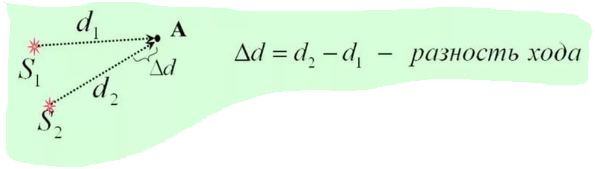 d₁
A
S₁
Δd
d₂
S₂
Δd = d₂ – d₁ – разность хода